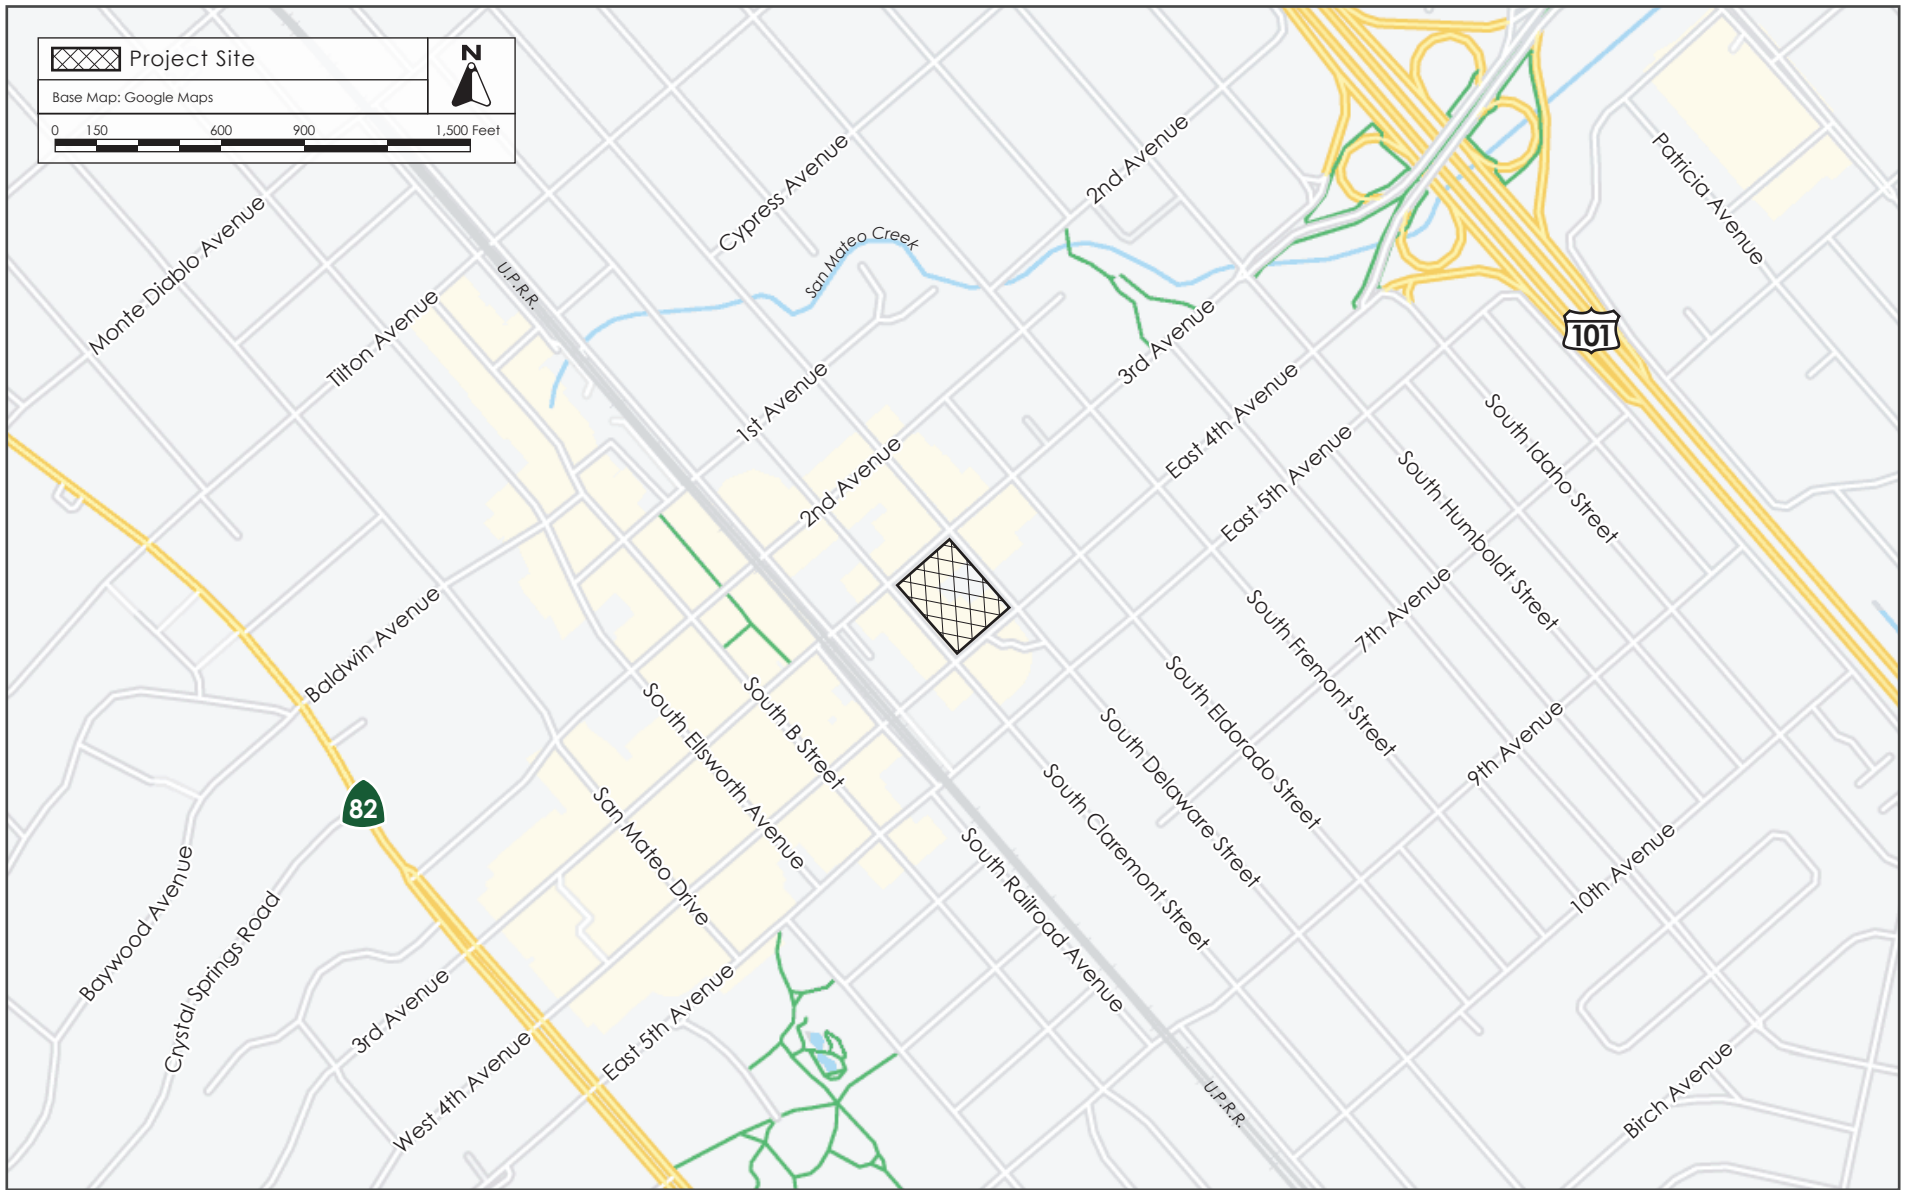 Project Site
N
Base Map: Google Maps
0 150 600 900 1,500 Feet
Monte Diablo Avenue
Tilton Avenue
U.P.R.R.
Cypress Avenue
San Mateo Creek
2nd Avenue
Patricia Avenue
101
1st Avenue
3rd Avenue
2nd Avenue
East 4th Avenue
East 5th Avenue
South Idaho Street
South Humboldt Street
7th Avenue
South Fremont Street
Baldwin Avenue
South Ellsworth Avenue
South B Street
South Eldorado Street
South Delaware Street
9th Avenue
82
San Mateo Drive
South Claremont Street
South Railroad Avenue
10th Avenue
Baywood Avenue
Crystal Springs Road
3rd Avenue
West 4th Avenue
East 5th Avenue
U.P.R.R.
Birch Avenue